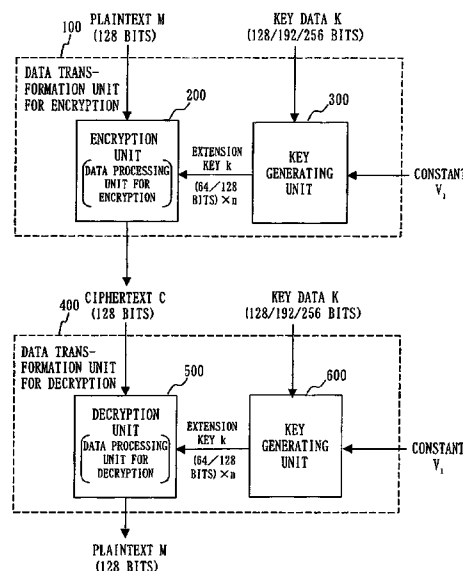 PLAINTEXT M
(128 BITS)
KEY DATA K
(128/192/256 BITS)
100
DATA TRANS-
FORMATION UNIT
FOR ENCRYPTION
200
300
ENCRYPTION
UNIT
(DATA PROCESSING
UNIT FOR
ENCRYPTION)
EXTENSION
KEY k
(64/128
BITS)×n
KEY
GENERATING
UNIT
CONSTANT
V₁
CIPHERTEXT C
(128 BITS)
KEY DATA K
(128/192/256 BITS)
400
DATA TRANS-
FORMATION UNIT
FOR DECRYPTION
500
600
DECRYPTION
UNIT
(DATA PROCESSING
UNIT FOR
DECRYPTION)
EXTENSION
KEY k
(64/128
BITS)×n
KEY
GENERATING
UNIT
CONSTANT
V₁
PLAINTEXT M
(128 BITS)